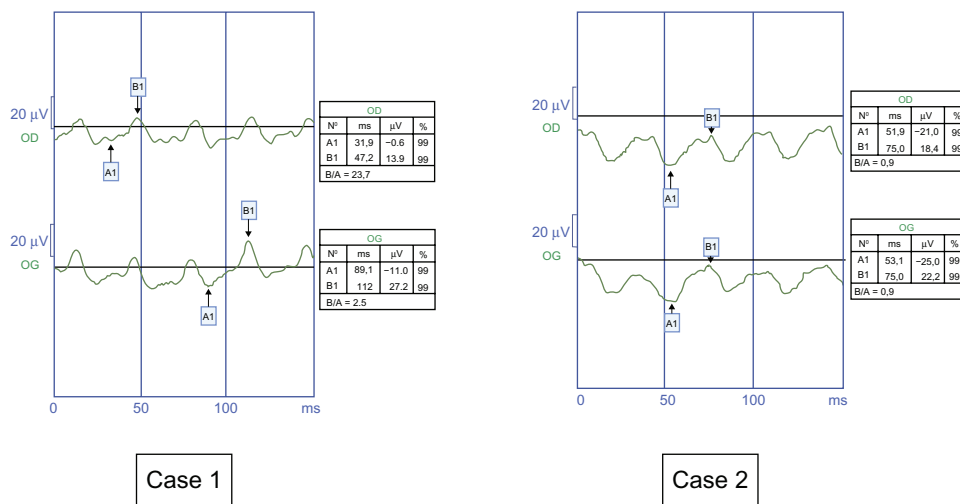 B1
20 µV
OD
A1
B1
20 µV
OG
A1
0 50 100 ms
OD
Nº ms µV %
A1 31,9 −0.6 99
B1 47,2 13.9 99
B/A = 23,7
OG
Nº ms µV %
A1 89,1 −11.0 99
B1 112 27.2 99
B/A = 2.5
Case 1
20 µV
OD
B1
A1
20 µV
OG
B1
A1
0 50 100 ms
OD
Nº ms µV %
A1 51,9 −21,0 99
B1 75,0 18,4 99
B/A = 0,9
OG
Nº ms µV %
A1 53,1 −25,0 99
B1 75,0 22,2 99
B/A = 0,9
Case 2